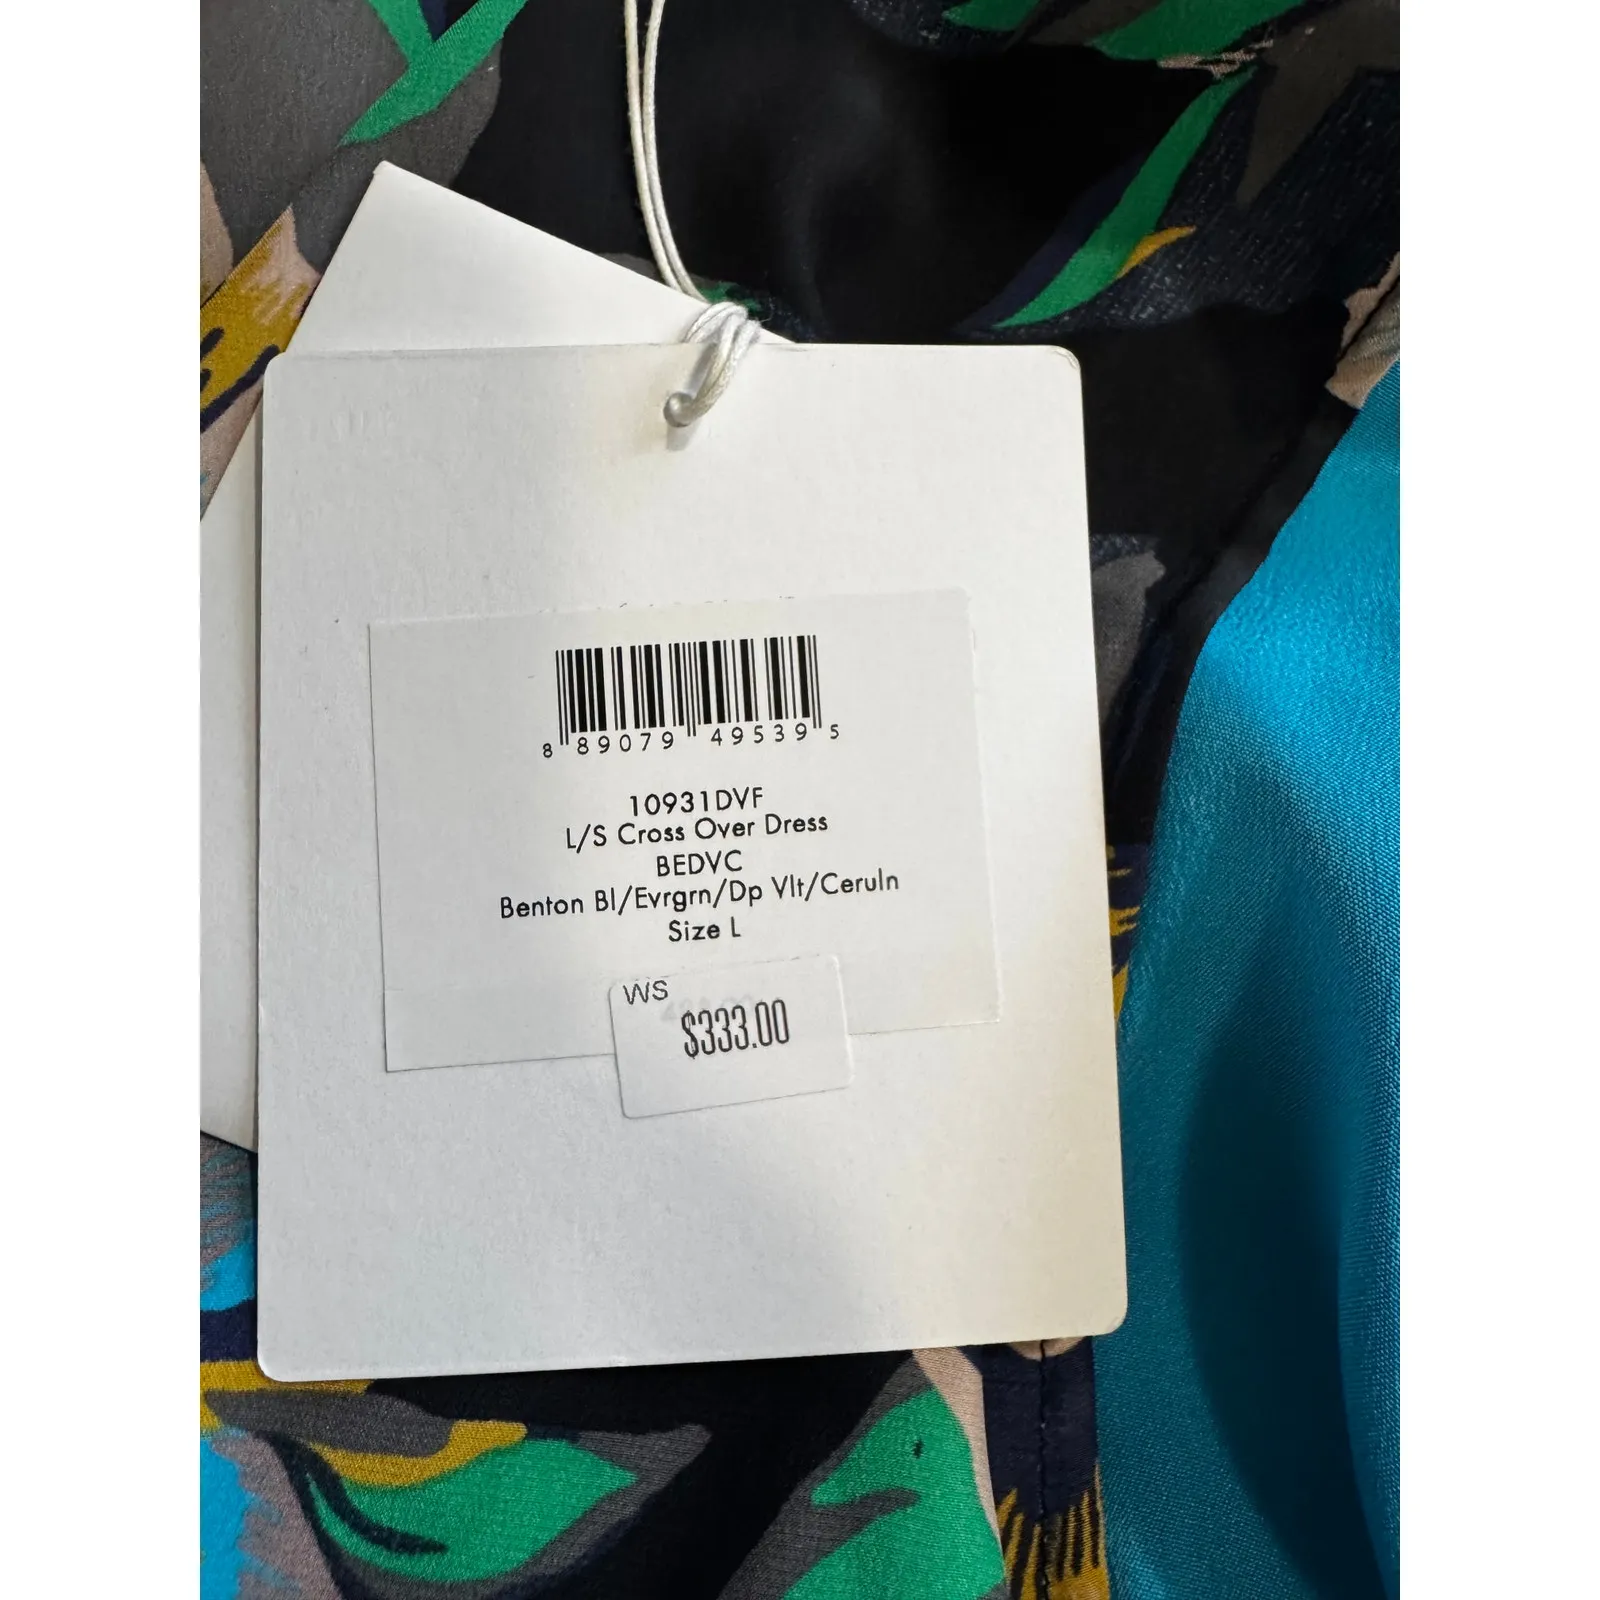 8 89079 49539 5
10931DVF
L/S Cross Over Dress
BEDVC
Benton Bl/Evrgrn/Dp Vlt/Ceruln
Size L
WS
$333.00